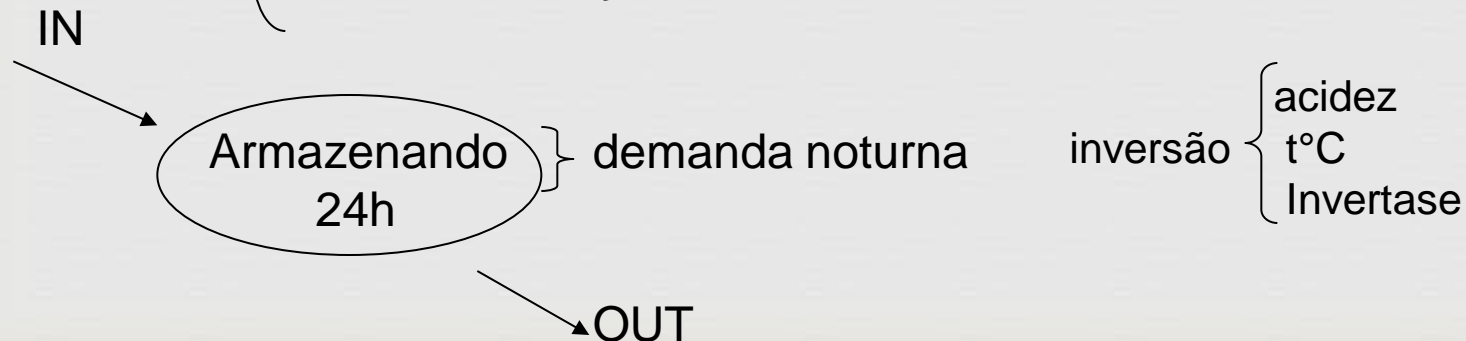 IN
Armazenando
24h
demanda noturna
inversão
acidez
t°C
Invertase
OUT